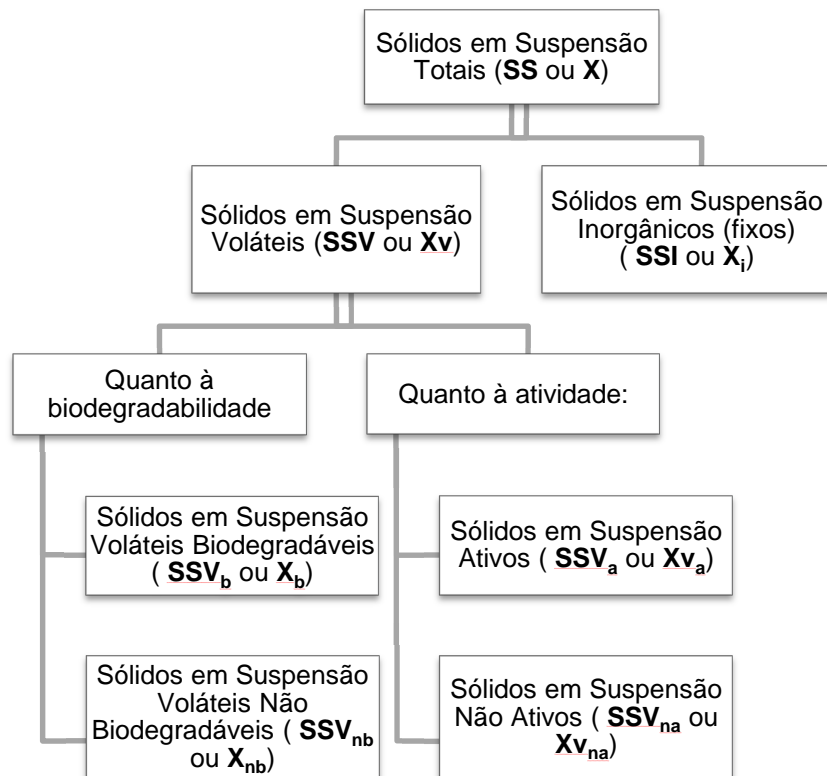 Sólidos em Suspensão
Totais (SS ou X)
Sólidos em Suspensão
Voláteis (SSV ou Xv)
Sólidos em Suspensão
Inorgânicos (fixos)
( SSI ou Xi)
Quanto à
biodegradabilidade
Quanto à atividade:
Sólidos em Suspensão
Voláteis Biodegradáveis
( SSVb ou Xb)
Sólidos em Suspensão
Ativos ( SSVa ou Xva)
Sólidos em Suspensão
Voláteis Não
Biodegradáveis ( SSVnb
ou Xnb)
Sólidos em Suspensão
Não Ativos ( SSVna ou
Xvna)